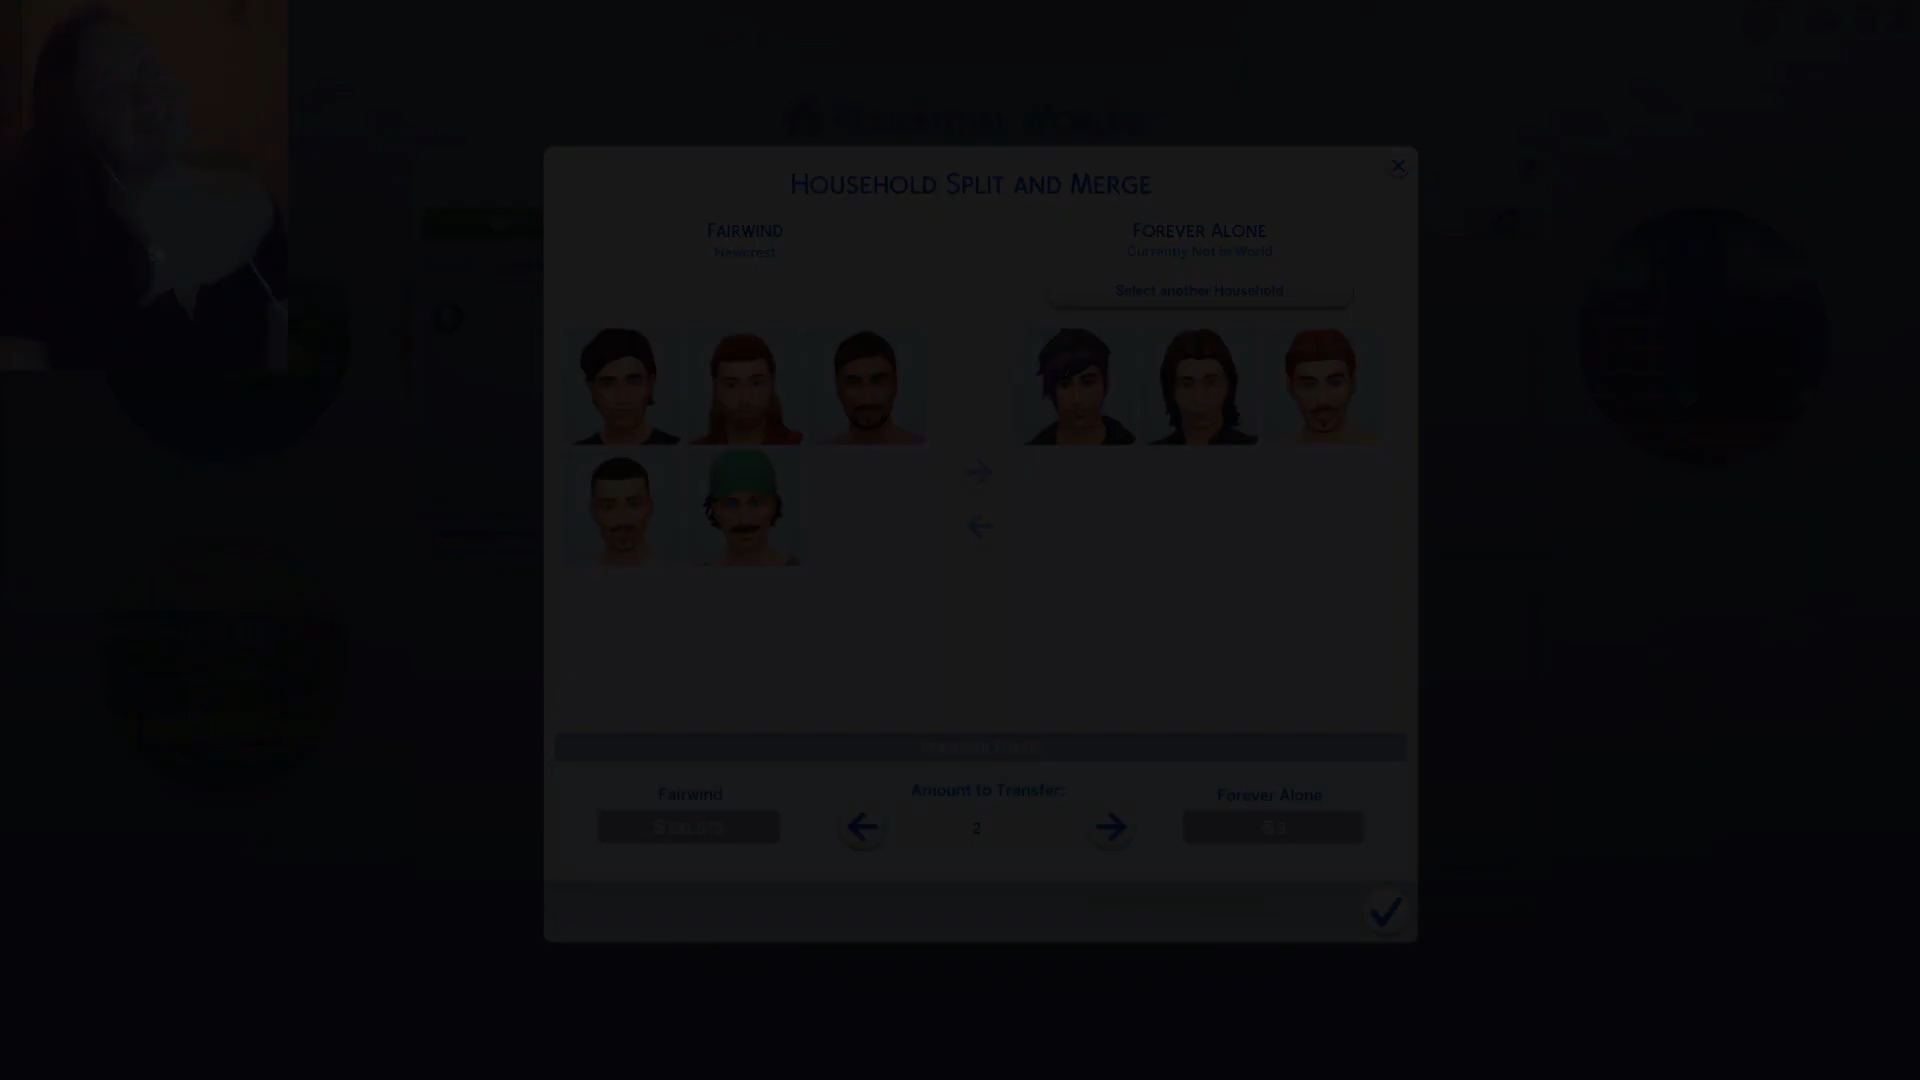 HOUSEHOLD SPLIT AND MERGE
FAIRWIND
Newcrest
FOREVER ALONE
Currently Not in World
Select another Household
Fairwind
Amount to Transfer:
2
Forever Alone
§ 3